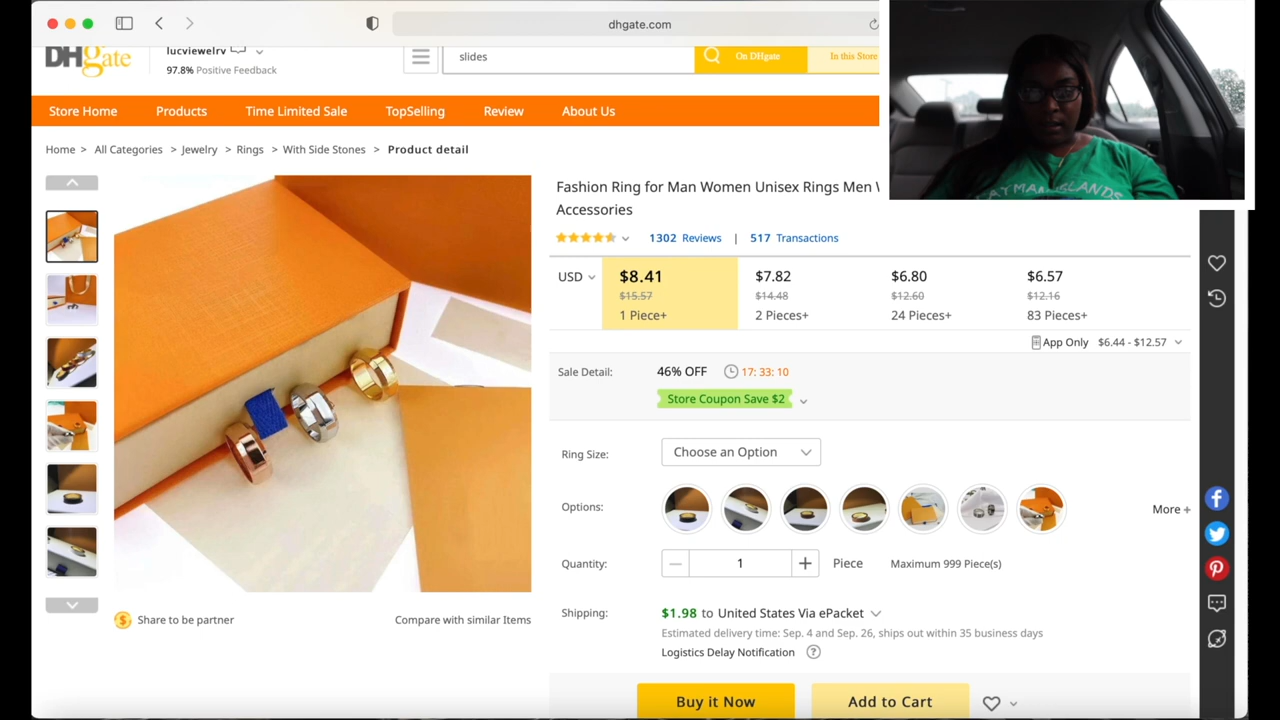 dhgate.com
DHgate
lucviewelry
97.8% Positive Feedback
slides
On DHgate
In this Store
Store Home
Products
Time Limited Sale
TopSelling
Review
About Us
Home > All Categories > Jewelry > Rings > With Side Stones > Product detail
Fashion Ring for Man Women Unisex Rings Men
Accessories
1302 Reviews | 517 Transactions
USD
$8.41
$7.82
$6.80
$6.57
$15.57
$14.48
$12.60
$12.16
1 Piece+
2 Pieces+
24 Pieces+
83 Pieces+
App Only $6.44 - $12.57
Sale Detail:
46% OFF
17: 33: 10
Store Coupon Save $2
Ring Size:
Choose an Option
Options:
More +
Quantity:
1
Piece
Maximum 999 Piece(s)
Shipping:
$1.98 to United States Via ePacket
Estimated delivery time: Sep. 4 and Sep. 26, ships out within 35 business days
Logistics Delay Notification ?
$ Share to be partner
Compare with similar Items
Buy it Now
Add to Cart